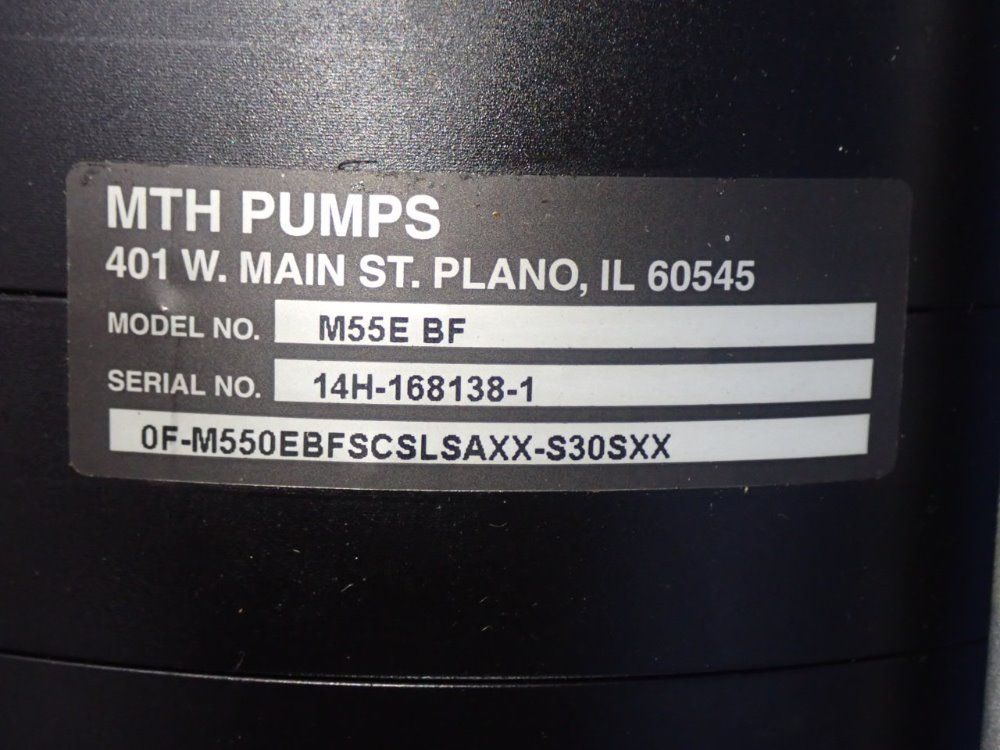 MTH PUMPS
401 W. MAIN ST. PLANO, IL 60545
MODEL NO. M55E BF
SERIAL NO. 14H-168138-1
0F-M550EBFSCSLSAXX-S30SXX